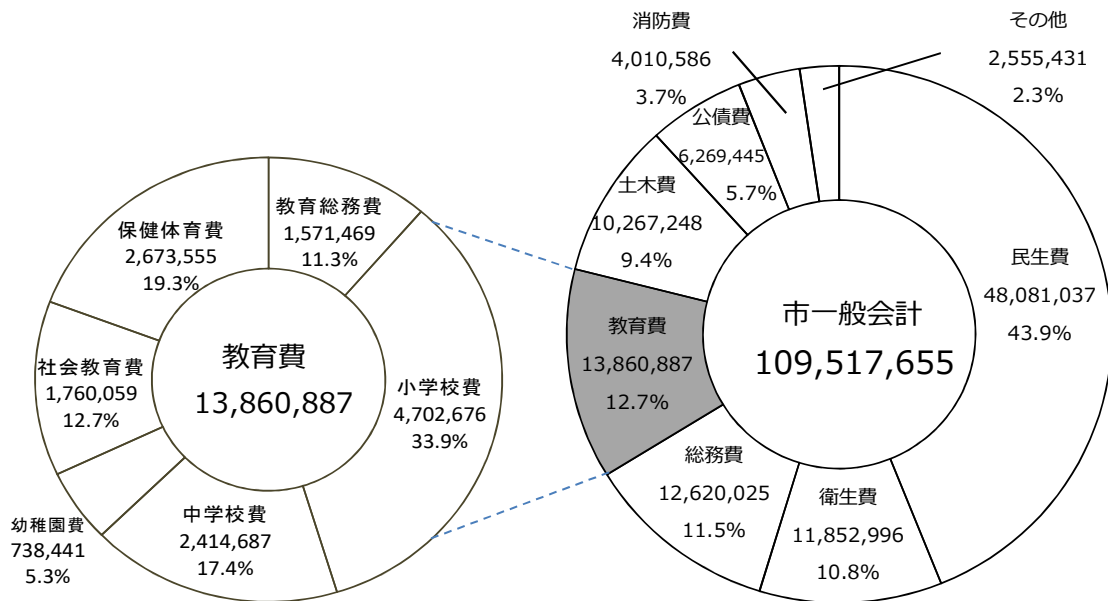 消防費
4,010,586
3.7%
その他
2,555,431
2.3%
公債費
6,269,445
5.7%
土木費
10,267,248
9.4%
民生費
48,081,037
43.9%
市一般会計
109,517,655
教育費
13,860,887
12.7%
総務費
12,620,025
11.5%
衛生費
11,852,996
10.8%
教育総務費
1,571,469
11.3%
保健体育費
2,673,555
19.3%
教育費
13,860,887
小学校費
4,702,676
33.9%
社会教育費
1,760,059
12.7%
中学校費
2,414,687
17.4%
幼稚園費
738,441
5.3%